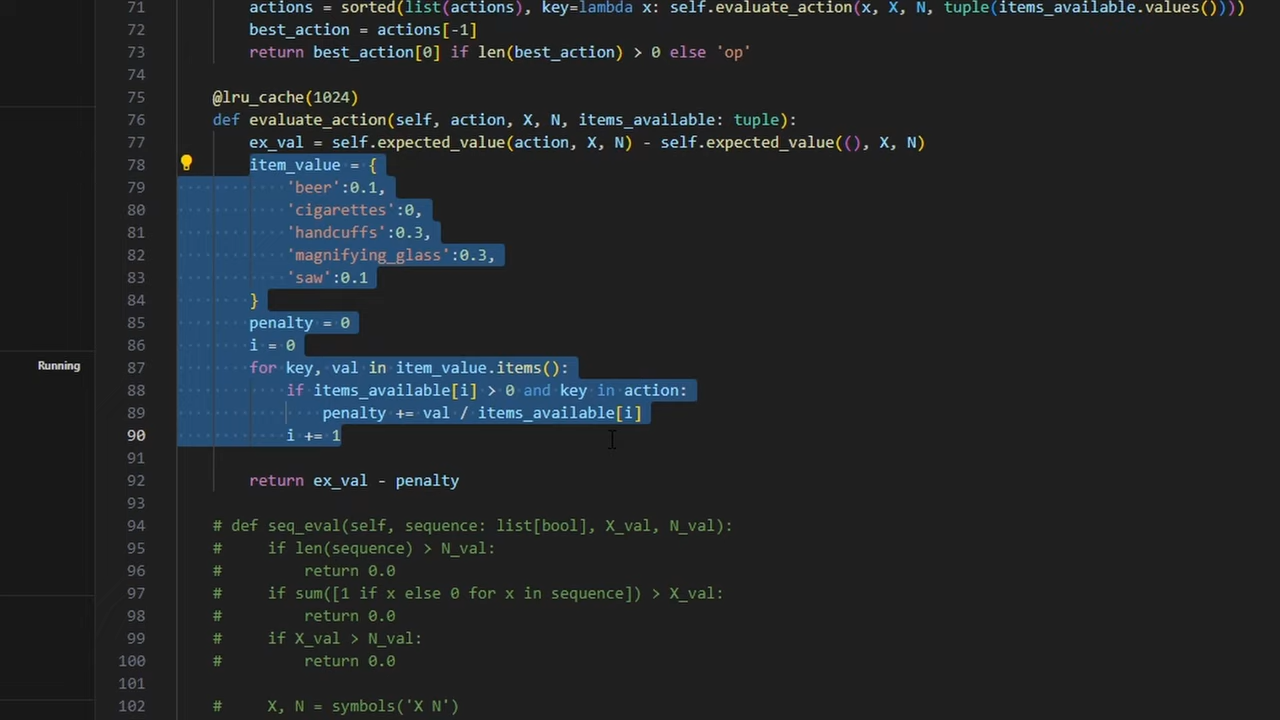 71 actions = sorted(list(actions), key=lambda x: self.evaluate_action(x, X, N, tuple(items_available.values())))
72 best_action = actions[-1]
73 return best_action[0] if len(best_action) > 0 else 'op'
74
75 @lru_cache(1024)
76 def evaluate_action(self, action, X, N, items_available: tuple):
77 ex_val = self.expected_value(action, X, N) - self.expected_value((), X, N)
78 item_value = {
79 'beer':0.1,
80 'cigarettes':0,
81 'handcuffs':0.3,
82 'magnifying_glass':0.3,
83 'saw':0.1
84 }
85 penalty = 0
86 i = 0
Running
87 for key, val in item_value.items():
88 if items_available[i] > 0 and key in action:
89 penalty += val / items_available[i]
90 i += 1
91
92 return ex_val - penalty
93
94 # def seq_eval(self, sequence: list[bool], X_val, N_val):
95 # if len(sequence) > N_val:
96 # return 0.0
97 # if sum([1 if x else 0 for x in sequence]) > X_val:
98 # return 0.0
99 # if X_val > N_val:
100 # return 0.0
101
102 # X, N = symbols('X N')